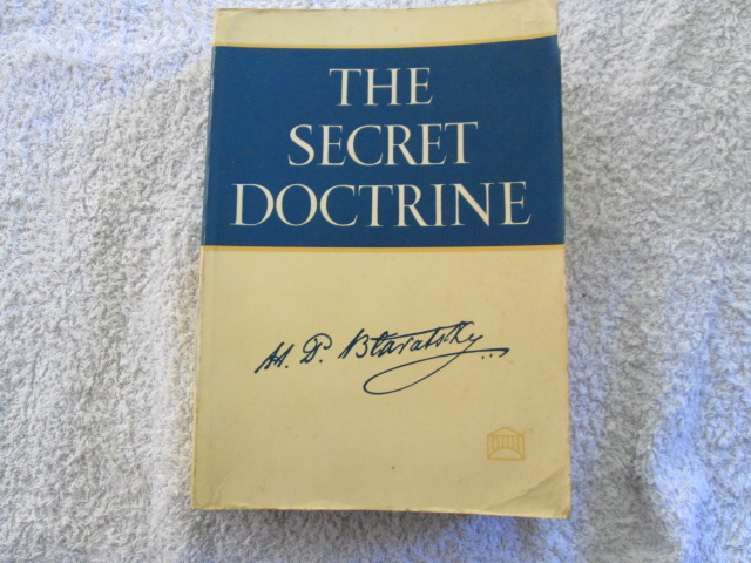 THE
SECRET
DOCTRINE
H. P. Blavatsky...